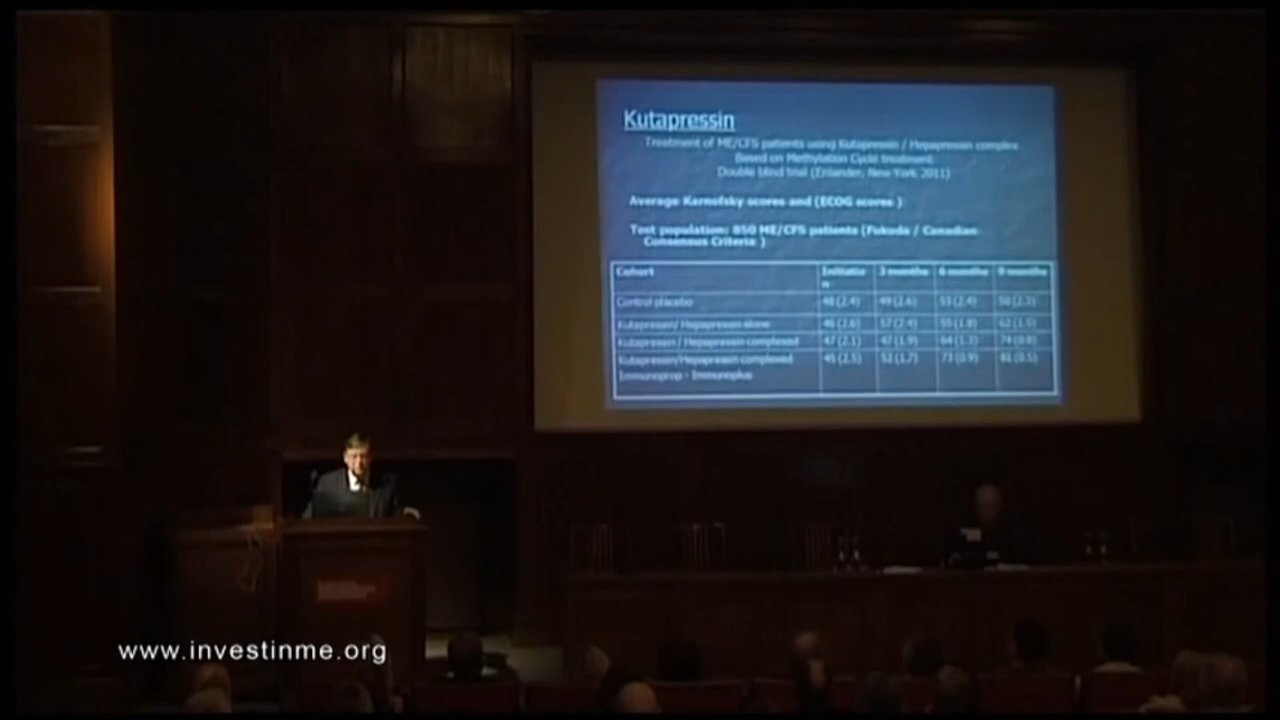 Kutapressin
Treatment of ME/CFS patients using Kutapressin / Hepapressin complex
Based on Methylation Cycle treatment
Double blind trial (Enlander, New York 2011)
Average Karnofsky scores and (ECOG scores )
Test population: 850 ME/CFS patients (Fukuda / Canadian
Consensus Criteria )
Cohort Initiatio 3 months 6 months 9 months
n
Control placebo 48 (2.4) 49 (2.6) 53 (2.4) 50 (2.3)
Kutapressin/ Hepapressin alone 46 (2.6) 57 (2.4) 55 (1.8) 62 (1.5)
Kutapressin / Hepapressin complexed 47 (2.1) 47 (1.9) 64 (1.3) 74 (0.8)
Kutapressin/Hepapressin complexed 45 (2.5) 52 (1.7) 73 (0.9) 81 (0.5)
Immunoprop - Immunoplus
www.investinme.org